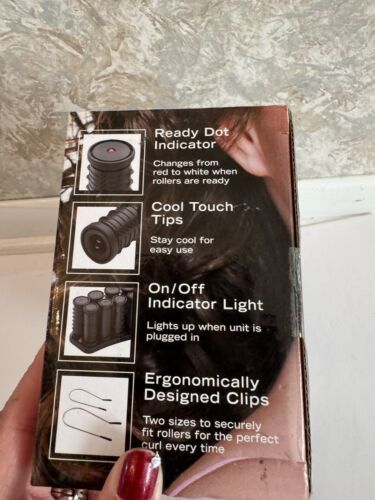 Ready Dot
Indicator
Changes from
red to white when
rollers are ready
Cool Touch
Tips
Stay cool for
easy use
On/Off
Indicator Light
Lights up when unit is
plugged in
Ergonomically
Designed Clips
Two sizes to securely
fit rollers for the perfect
curl every time